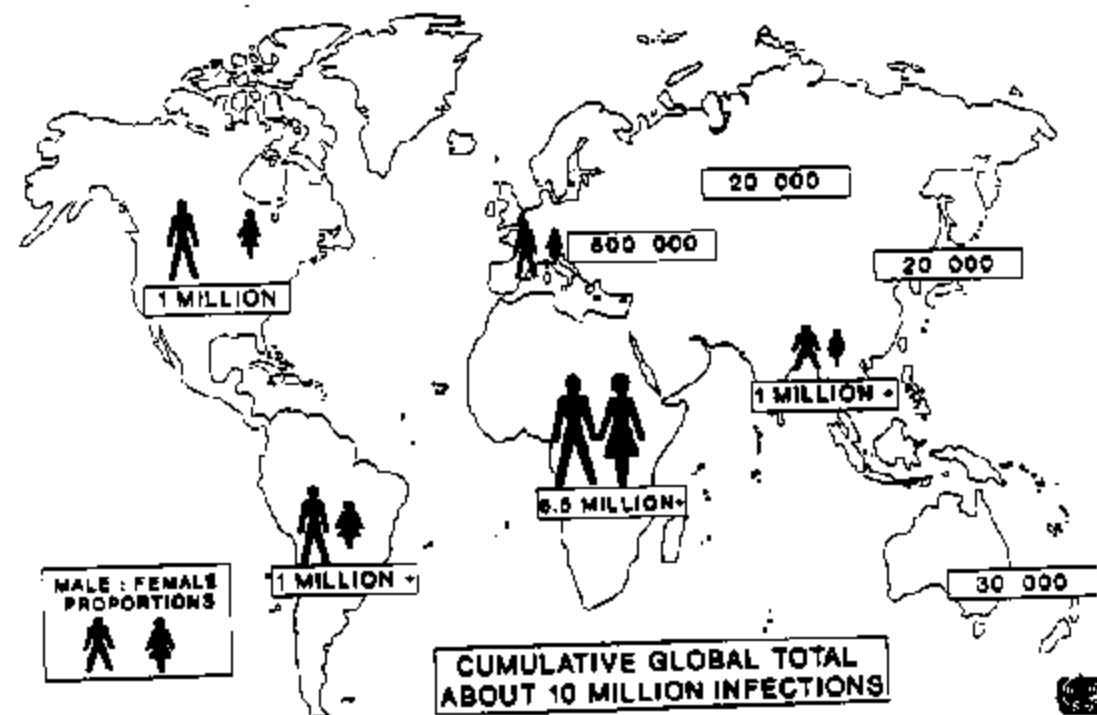 20 000
000
20 000
1 MILLION
1 MILLION +
6.5 MILLION+
1 MILLION +
30 000
MALE : FEMALE
PROPORTIONS
CUMULATIVE GLOBAL TOTAL
ABOUT 10 MILLION INFECTIONS